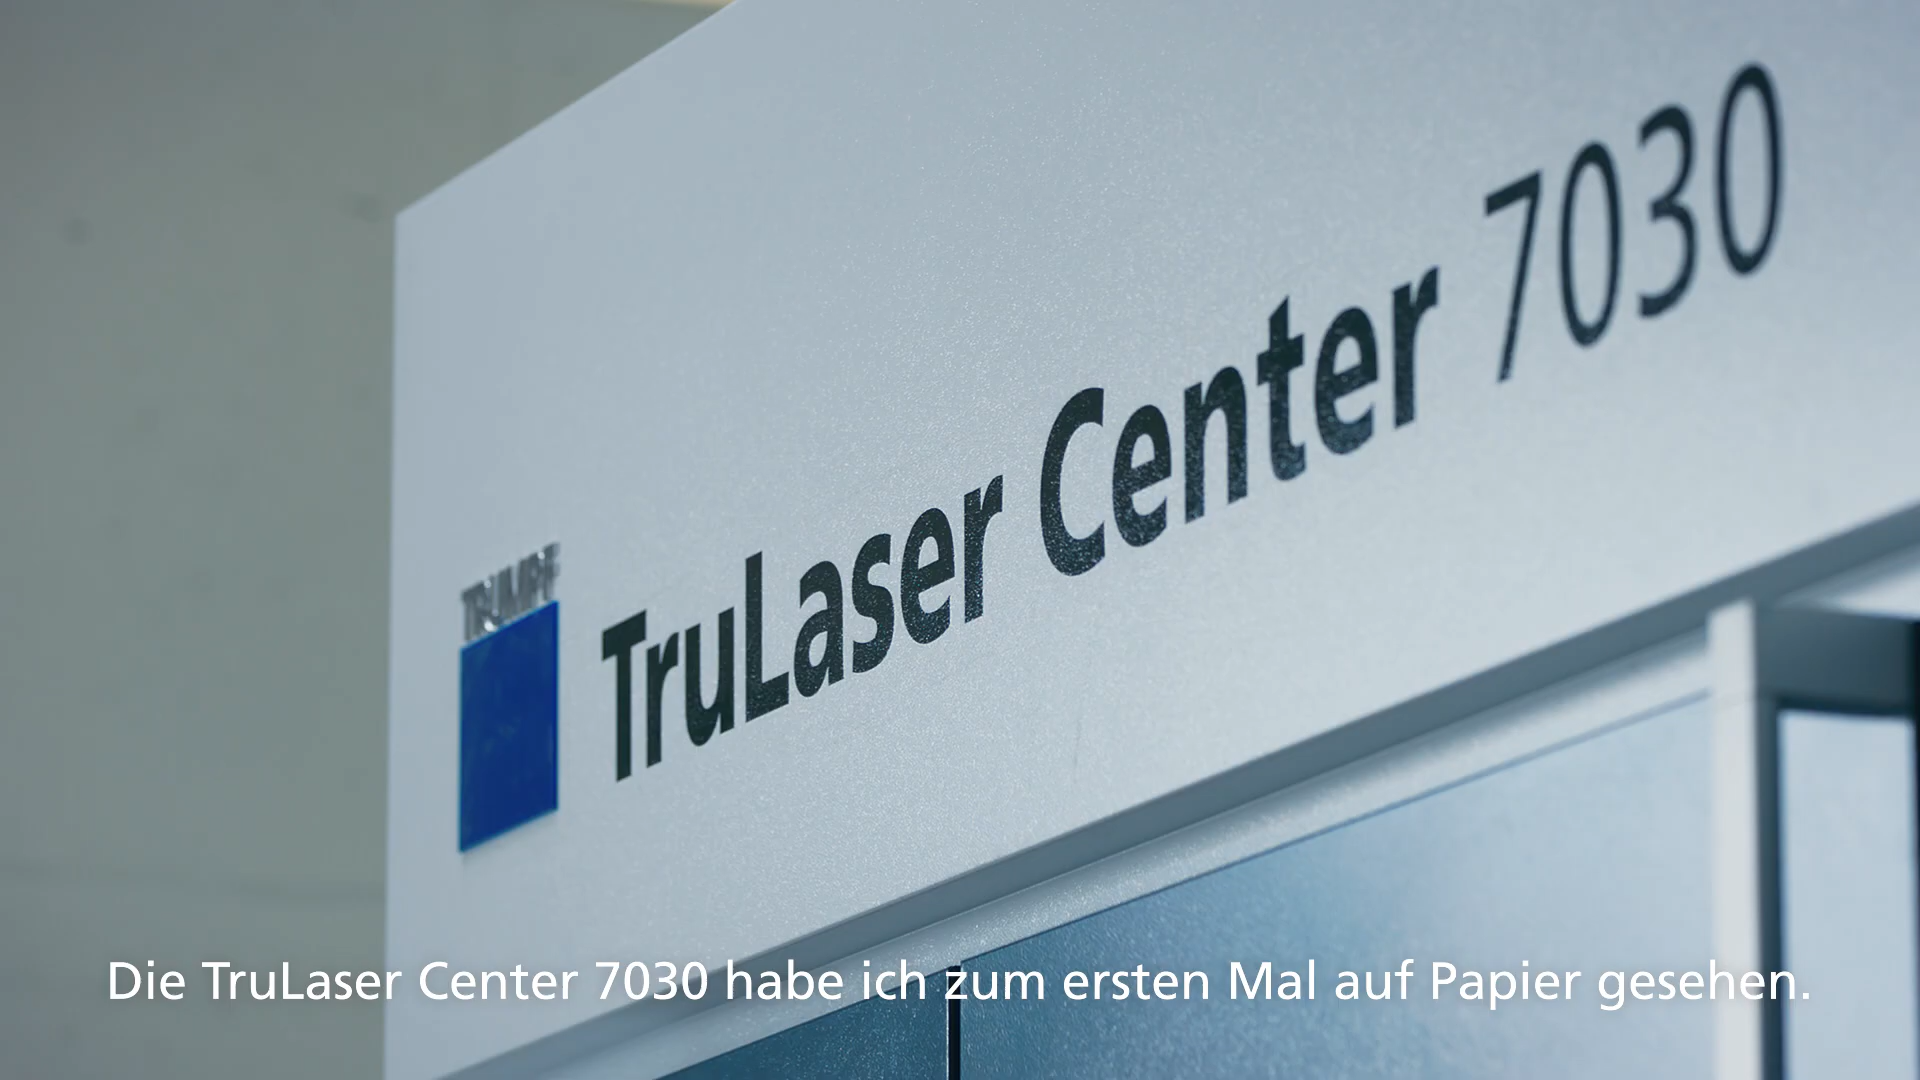 TRUMPF
TruLaser Center 7030
Die TruLaser Center 7030 habe ich zum ersten Mal auf Papier gesehen.